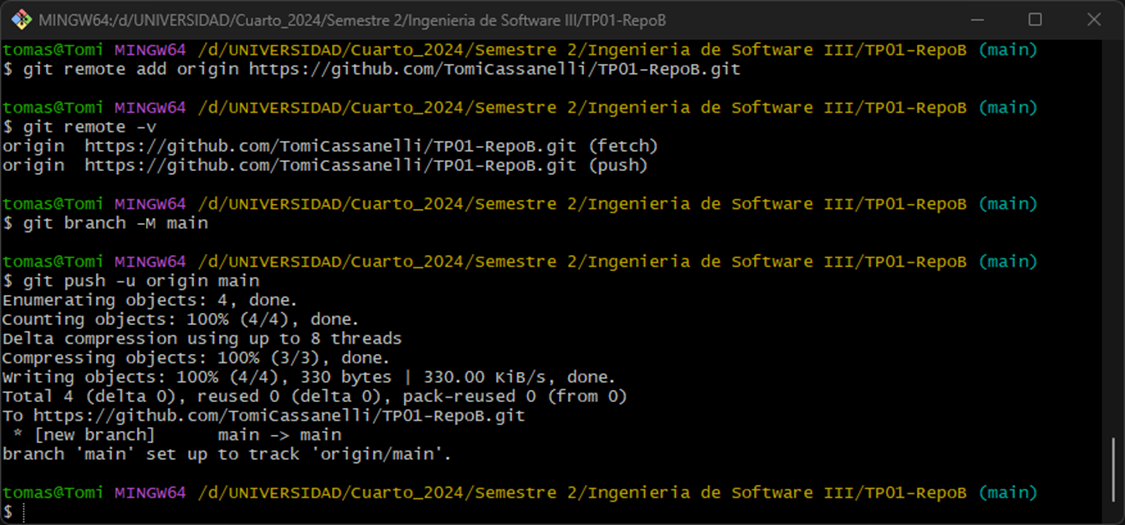 MINGW64:/d/UNIVERSIDAD/Cuarto_2024/Semestre 2/Ingenieria de Software III/TP01-RepoB
tomas@Tomi MINGW64 /d/UNIVERSIDAD/Cuarto_2024/Semestre 2/Ingenieria de Software III/TP01-RepoB (main)
$ git remote add origin https://github.com/TomiCassanelli/TP01-RepoB.git
tomas@Tomi MINGW64 /d/UNIVERSIDAD/Cuarto_2024/Semestre 2/Ingenieria de Software III/TP01-RepoB (main)
$ git remote -v
origin  https://github.com/TomiCassanelli/TP01-RepoB.git (fetch)
origin  https://github.com/TomiCassanelli/TP01-RepoB.git (push)
tomas@Tomi MINGW64 /d/UNIVERSIDAD/Cuarto_2024/Semestre 2/Ingenieria de Software III/TP01-RepoB (main)
$ git branch -M main
tomas@Tomi MINGW64 /d/UNIVERSIDAD/Cuarto_2024/Semestre 2/Ingenieria de Software III/TP01-RepoB (main)
$ git push -u origin main
Enumerating objects: 4, done.
Counting objects: 100% (4/4), done.
Delta compression using up to 8 threads
Compressing objects: 100% (3/3), done.
Writing objects: 100% (4/4), 330 bytes | 330.00 KiB/s, done.
Total 4 (delta 0), reused 0 (delta 0), pack-reused 0 (from 0)
To https://github.com/TomiCassanelli/TP01-RepoB.git
 * [new branch]      main -> main
branch 'main' set up to track 'origin/main'.
tomas@Tomi MINGW64 /d/UNIVERSIDAD/Cuarto_2024/Semestre 2/Ingenieria de Software III/TP01-RepoB (main)
$